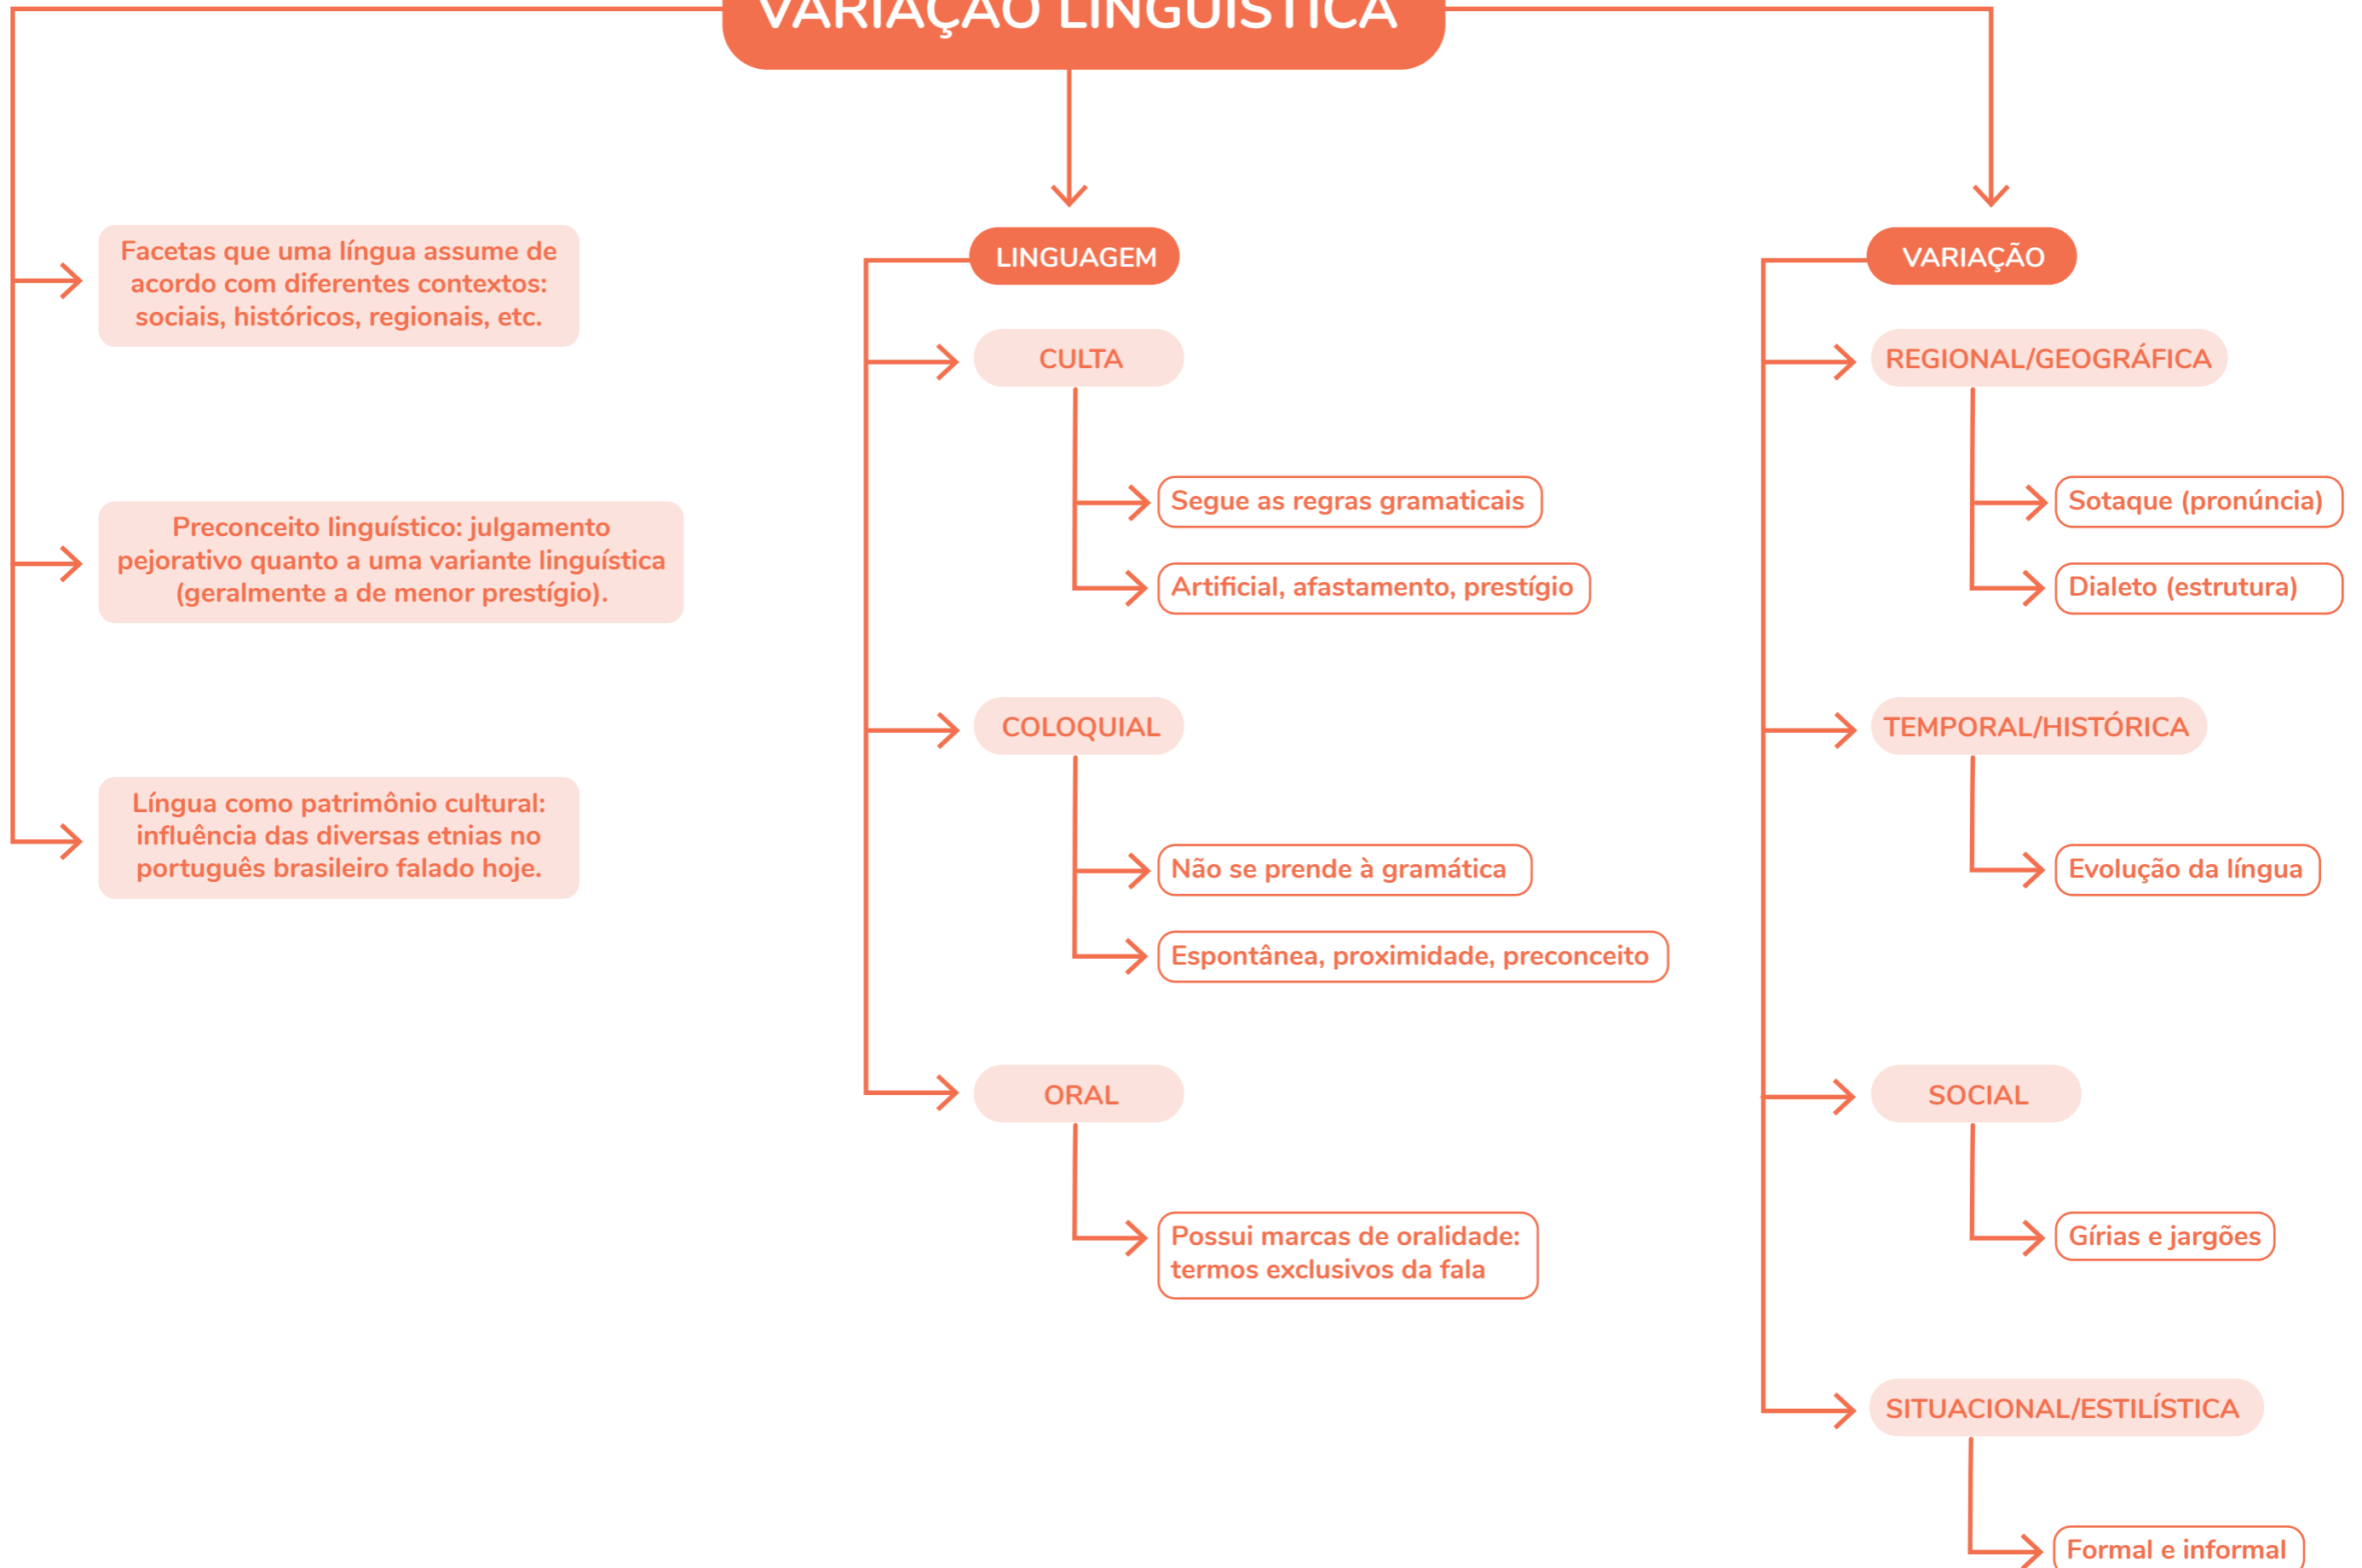 VARIAÇÃO LINGUÍSTICA
Facetas que uma língua assume de
acordo com diferentes contextos:
sociais, históricos, regionais, etc.
Preconceito linguístico: julgamento
pejorativo quanto a uma variante linguística
(geralmente a de menor prestígio).
Língua como patrimônio cultural:
influência das diversas etnias no
português brasileiro falado hoje.
LINGUAGEM
CULTA
Segue as regras gramaticais
Artificial, afastamento, prestígio
COLOQUIAL
Não se prende à gramática
Espontânea, proximidade, preconceito
ORAL
Possui marcas de oralidade:
termos exclusivos da fala
VARIAÇÃO
REGIONAL/GEOGRÁFICA
Sotaque (pronúncia)
Dialeto (estrutura)
TEMPORAL/HISTÓRICA
Evolução da língua
SOCIAL
Gírias e jargões
SITUACIONAL/ESTILÍSTICA
Formal e informal